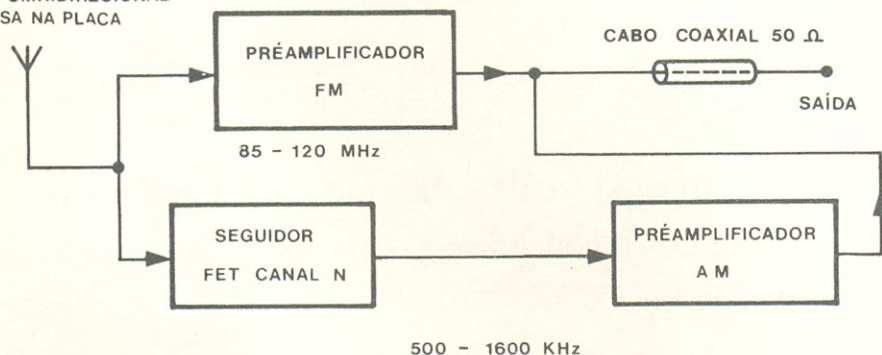 SA NA PLACA
PRÉAMPLIFICADOR
FM
85 - 120 MHz
CABO COAXIAL 50 Ω
SAÍDA
SEGUIDOR
FET CANAL N
PRÉAMPLIFICADOR
AM
500 - 1600 KHz